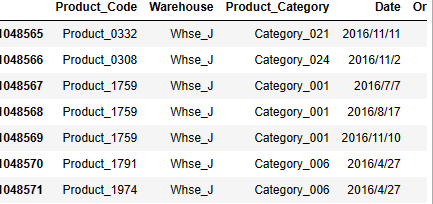 Product_Code Warehouse Product_Category Date Or
1048565 Product_0332 Whse_J Category_021 2016/11/11
1048566 Product_0308 Whse_J Category_024 2016/11/2
1048567 Product_1759 Whse_J Category_001 2016/7/7
1048568 Product_1759 Whse_J Category_001 2016/8/17
1048569 Product_1759 Whse_J Category_001 2016/11/10
1048570 Product_1791 Whse_J Category_006 2016/4/27
1048571 Product_1974 Whse_J Category_006 2016/4/27